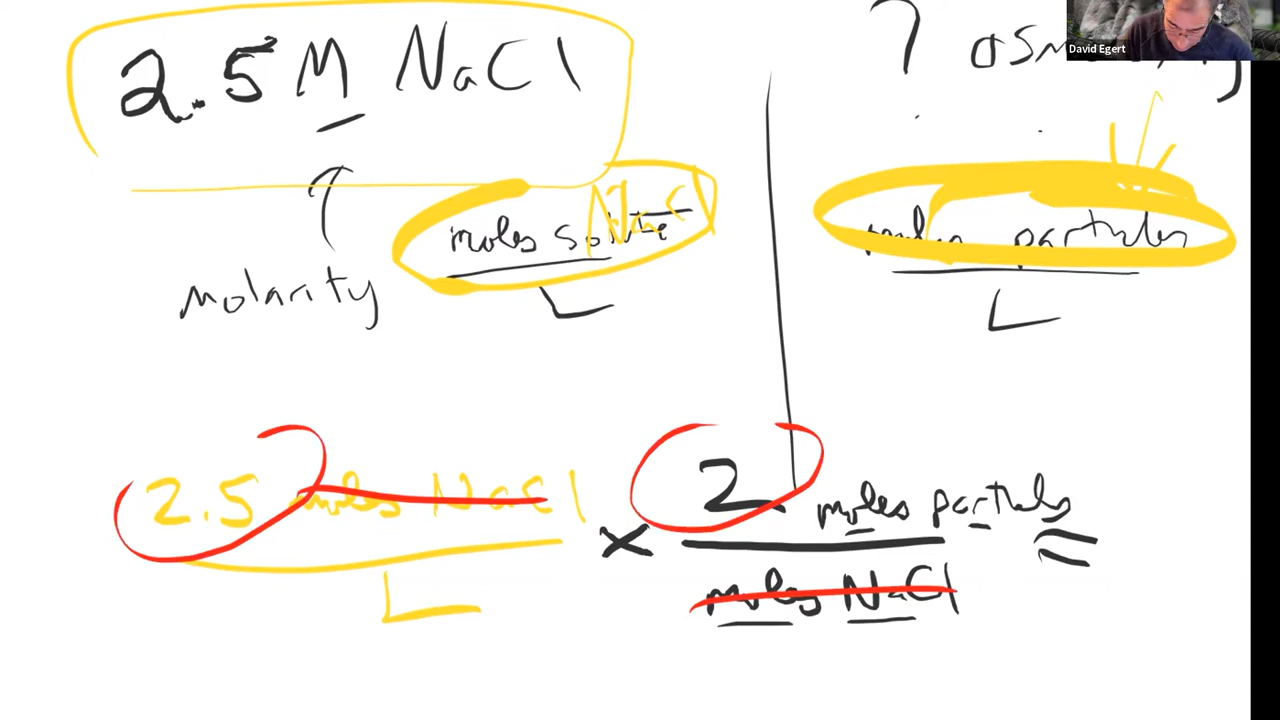 David Egert
2.5 M NaCl
?
moles solute
NaCl
L
molarity
moles particles
L
2.5 moles NaCl
L
×
2 moles particles
moles NaCl
=